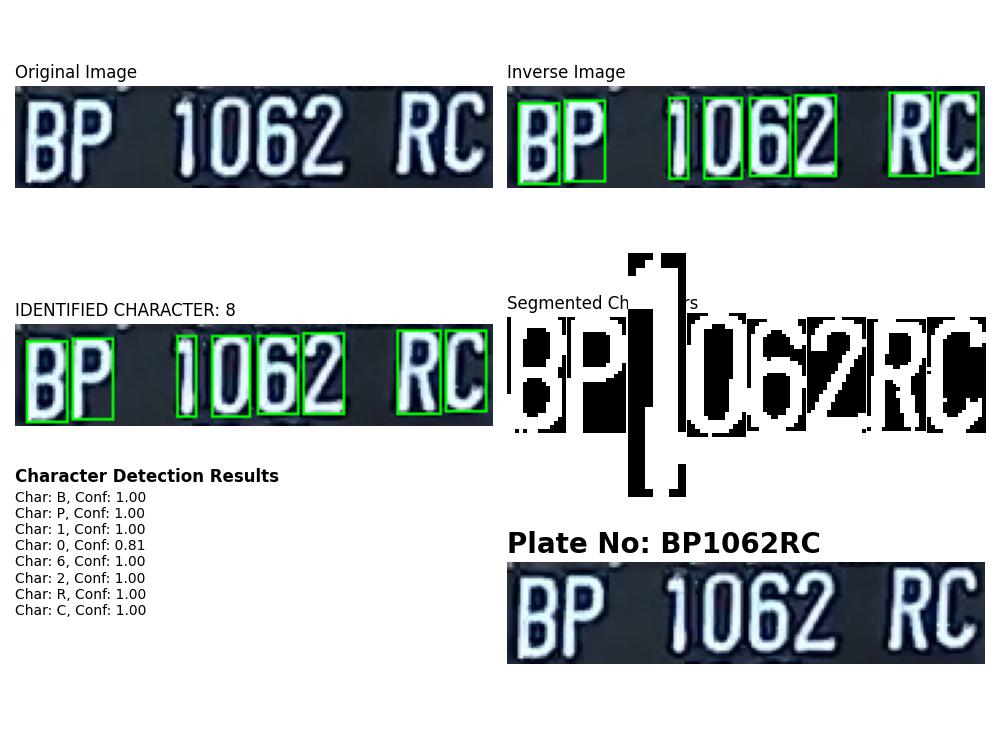 Original Image
BP 1062 RC
Inverse Image
BP 1062 RC
IDENTIFIED CHARACTER: 8
BP 1062 RC
Segmented Ch rs
BP1062RC
Character Detection Results
Char: B, Conf: 1.00
Char: P, Conf: 1.00
Char: 1, Conf: 1.00
Char: 0, Conf: 0.81
Char: 6, Conf: 1.00
Char: 2, Conf: 1.00
Char: R, Conf: 1.00
Char: C, Conf: 1.00
Plate No: BP1062RC
BP 1062 RC